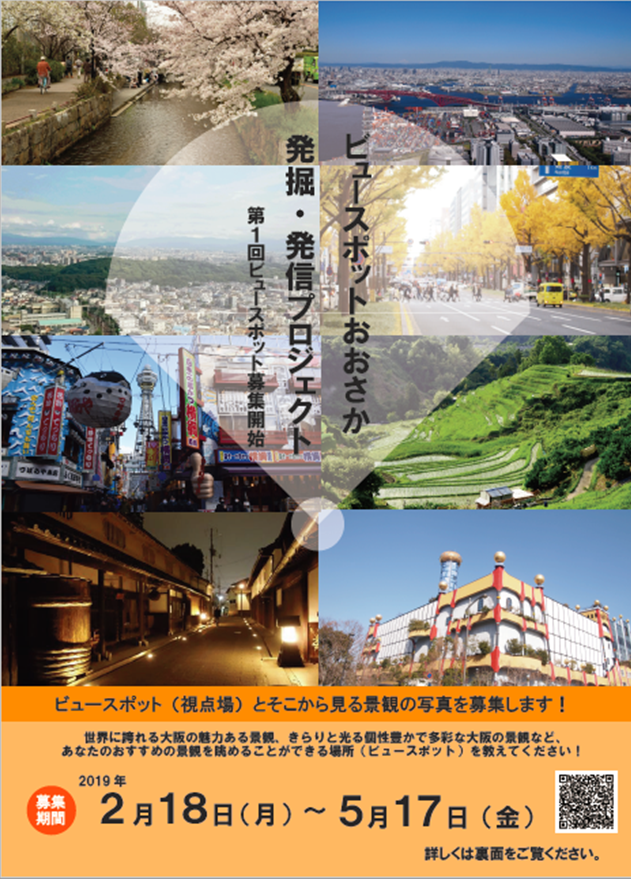 ビュースポットおおさか
発掘・発信プロジェクト
第1回ビュースポット募集開始
ビュースポット（視点場）とそこから見る景観の写真を募集します！
世界に誇れる大阪の魅力ある景観、きらりと光る個性豊かで多彩な大阪の景観など、
あなたのおすすめの景観を眺めることができる場所（ビュースポット）を教えてください！
募集
期間
2019 年
2月18日（月）～ 5月17日（金）
詳しくは裏面をご覧ください。